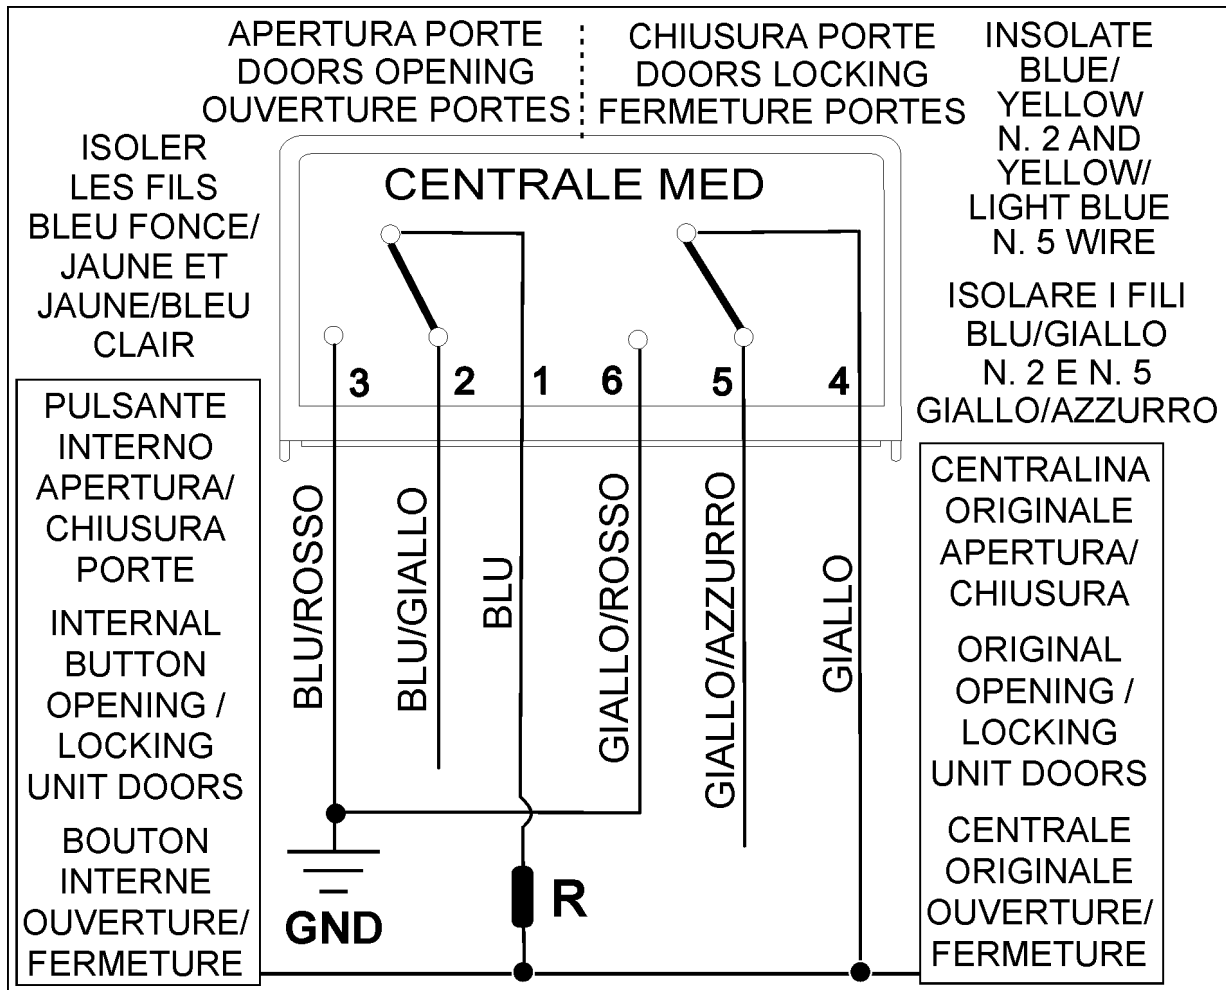 APERTURA PORTE
DOORS OPENING
OUVERTURE PORTES
CHIUSURA PORTE
DOORS LOCKING
FERMETURE PORTES
INSOLATE
BLUE/
YELLOW
N. 2 AND
YELLOW/
LIGHT BLUE
N. 5 WIRE
ISOLER
LES FILS
BLEU FONCE/
JAUNE ET
JAUNE/BLEU
CLAIR
CENTRALE MED
ISOLARE I FILI
BLU/GIALLO
N. 2 E N. 5
GIALLO/AZZURRO
3
2
1
6
5
4
PULSANTE
INTERNO
APERTURA/
CHIUSURA
PORTE
INTERNAL
BUTTON
OPENING /
LOCKING
UNIT DOORS
BOUTON
INTERNE
OUVERTURE/
FERMETURE
BLU/ROSSO
BLU/GIALLO
BLU
GIALLO/ROSSO
GIALLO/AZZURRO
GIALLO
CENTRALINA
ORIGINALE
APERTURA/
CHIUSURA
ORIGINAL
OPENING /
LOCKING
UNIT DOORS
CENTRALE
ORIGINALE
OUVERTURE/
FERMETURE
R
GND